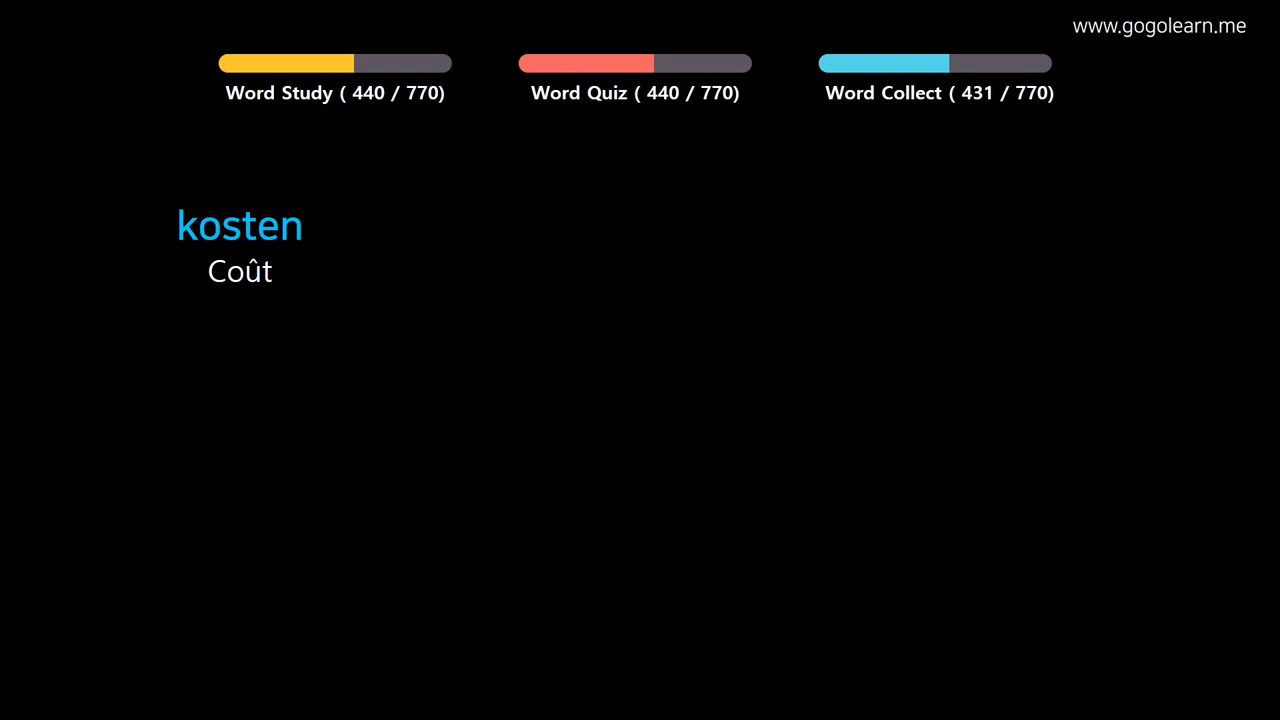 www.gogolearn.me
Word Study ( 440 / 770)
Word Quiz ( 440 / 770)
Word Collect ( 431 / 770)
kosten
Coût